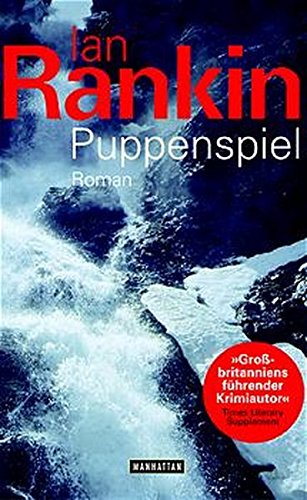 Ian
Rankin
Puppenspiel
Roman
»Groß-
britanniens
führender
Krimiautor«
Times Literary
Supplement
MANHATTAN